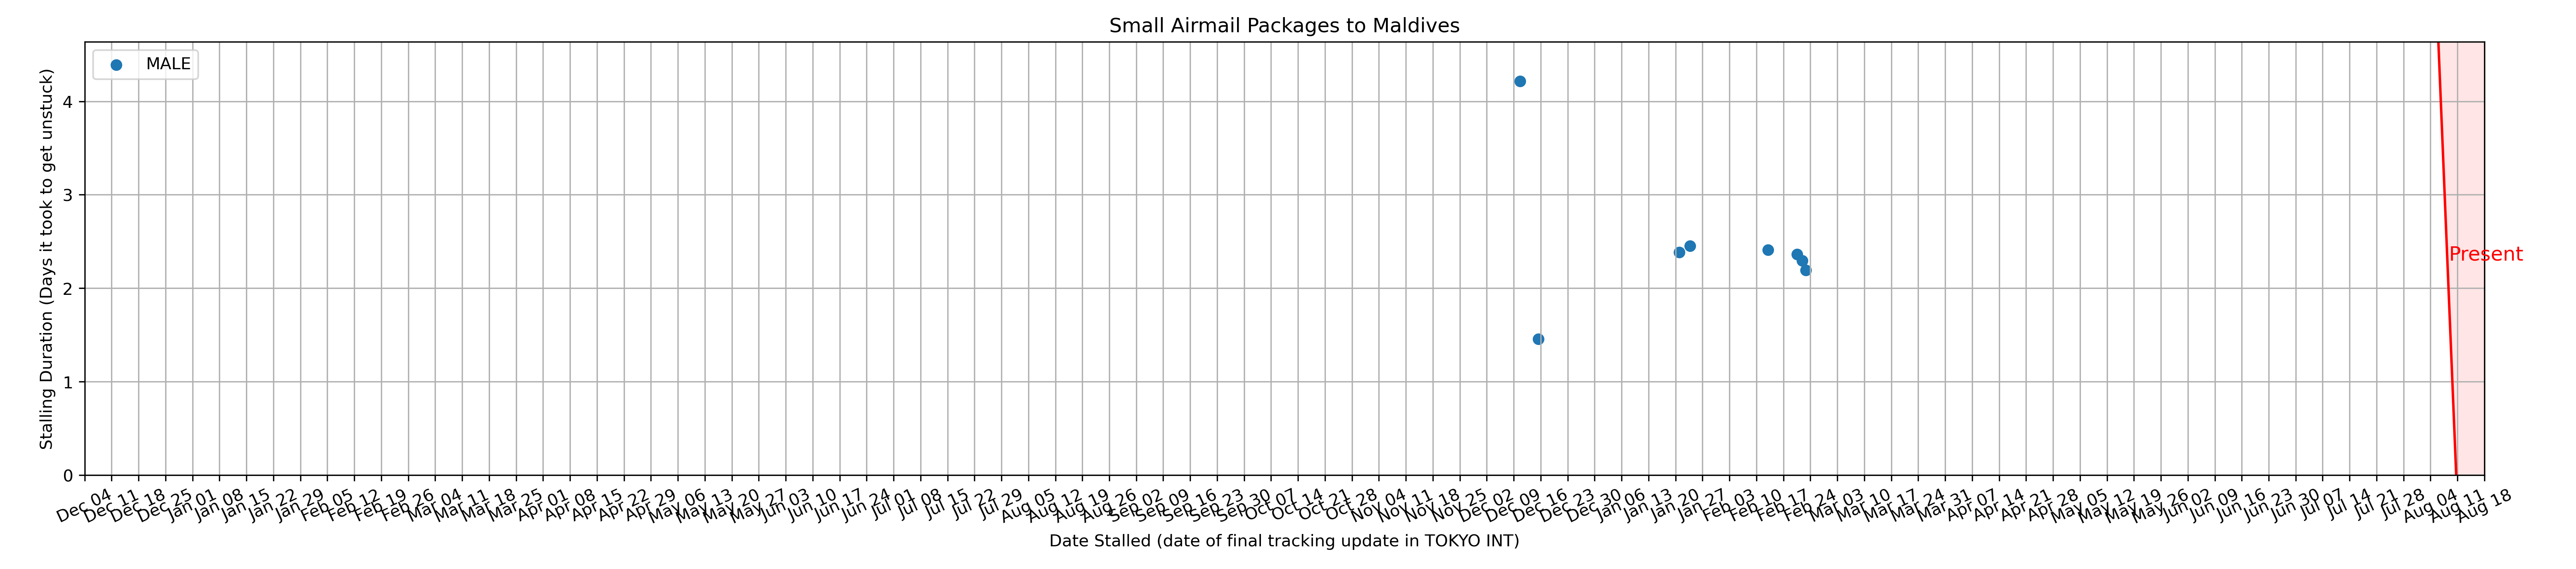 Small Airmail Packages to Maldives
MALE
Present
Stalling Duration (Days it took to get unstuck)
4
3
2
1
0
Dec 04
Dec 11
Dec 18
Dec 25
Jan 01
Jan 08
Jan 15
Jan 22
Jan 29
Feb 05
Feb 12
Feb 19
Feb 26
Mar 04
Mar 11
Mar 18
Mar 25
Apr 01
Apr 08
Apr 15
Apr 22
Apr 29
May 06
May 13
May 20
May 27
Jun 03
Jun 10
Jun 17
Jun 24
Jul 01
Jul 08
Jul 15
Jul 22
Jul 29
Aug 05
Aug 12
Aug 19
Aug 26
Sep 02
Sep 09
Sep 16
Sep 23
Sep 30
Oct 07
Oct 14
Oct 21
Oct 28
Nov 04
Nov 11
Nov 18
Nov 25
Dec 02
Dec 09
Dec 16
Dec 23
Dec 30
Jan 06
Jan 13
Jan 20
Jan 27
Feb 03
Feb 10
Feb 17
Feb 24
Mar 03
Mar 10
Mar 17
Mar 24
Mar 31
Apr 07
Apr 14
Apr 21
Apr 28
May 05
May 12
May 19
May 26
Jun 02
Jun 09
Jun 16
Jun 23
Jun 30
Jul 07
Jul 14
Jul 21
Jul 28
Aug 04
Aug 11
Aug 18
Date Stalled (date of final tracking update in TOKYO INT)